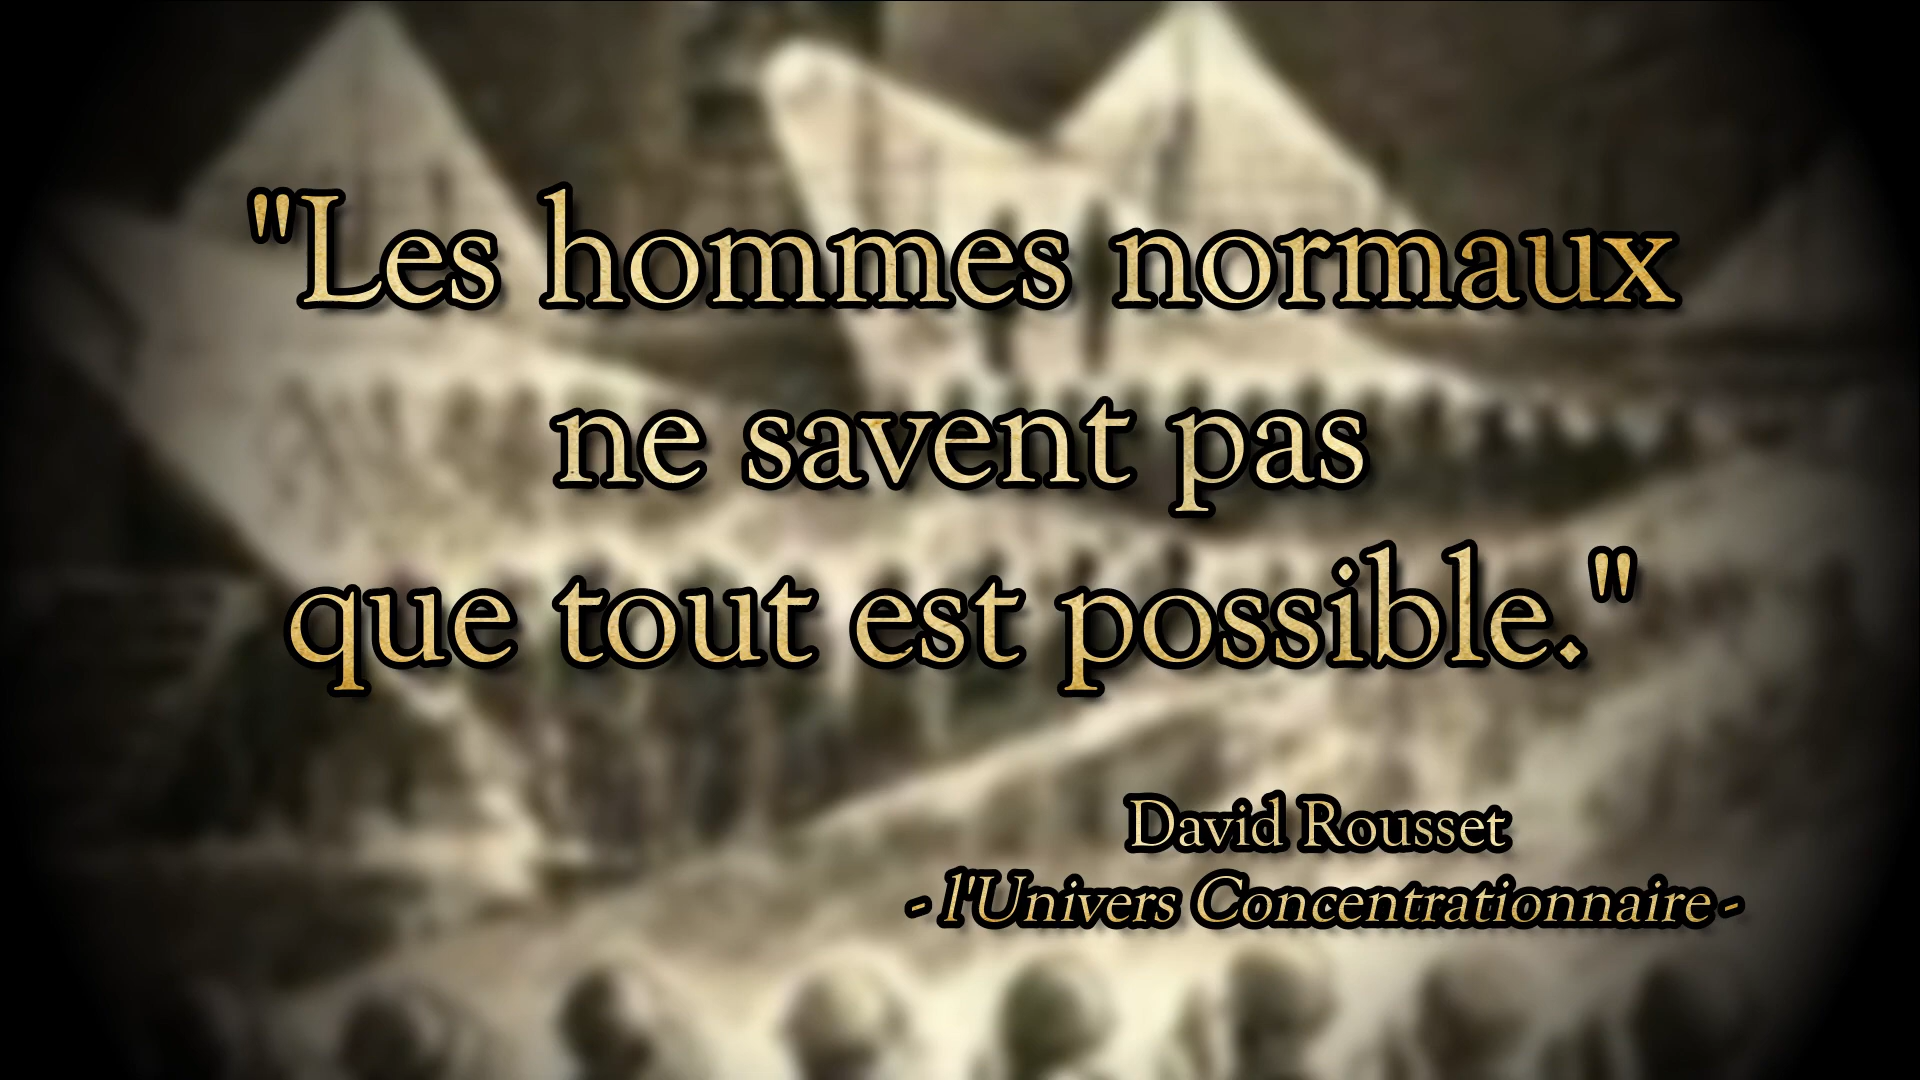 "Les hommes normaux
ne savent pas
que tout est possible."
David Rousset
- l'Univers Concentrationnaire -